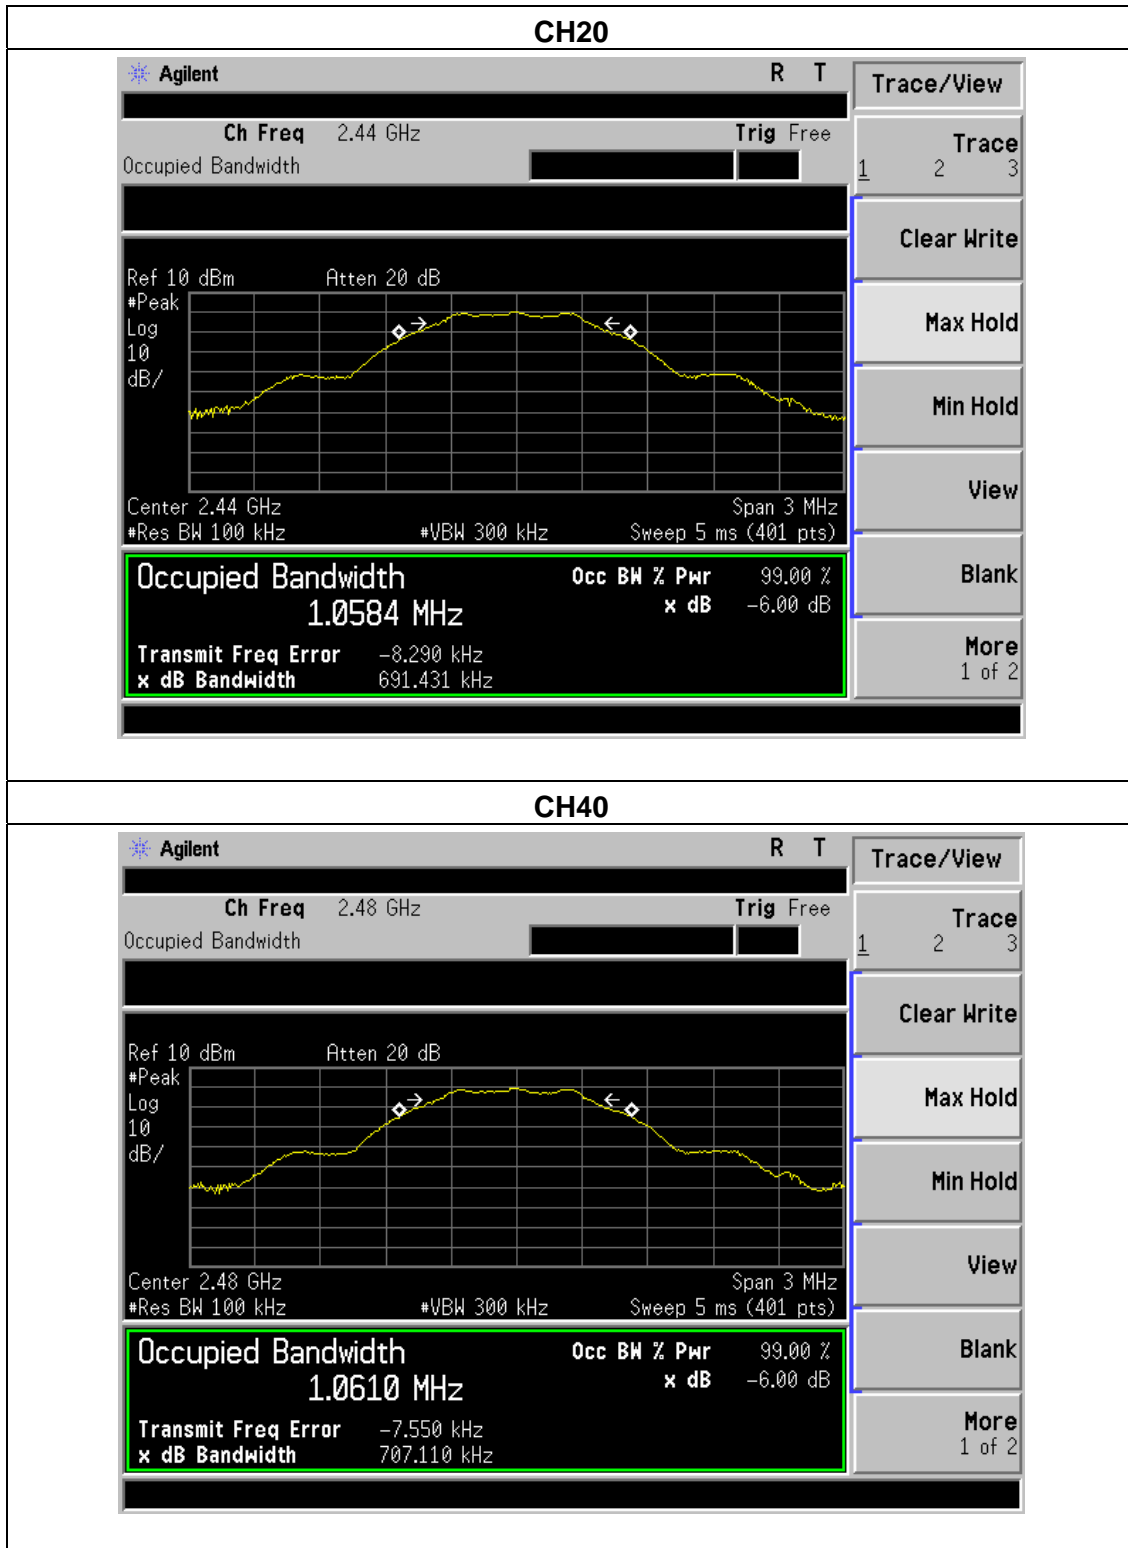 CH20
Agilent R T
Trace/View
Ch Freq 2.44 GHz Trig Free
Occupied Bandwidth
Trace
1 2 3
Clear Write
Ref 10 dBm Atten 20 dB
#Peak
Log
10
dB/
Max Hold
Min Hold
View
Center 2.44 GHz Span 3 MHz
#Res BW 100 kHz #VBW 300 kHz Sweep 5 ms (401 pts)
Occupied Bandwidth Occ BW % Pwr 99.00 %
1.0584 MHz x dB -6.00 dB
Blank
Transmit Freq Error -8.290 kHz
x dB Bandwidth 691.431 kHz
More
1 of 2
CH40
Agilent R T
Trace/View
Ch Freq 2.48 GHz Trig Free
Occupied Bandwidth
Trace
1 2 3
Clear Write
Ref 10 dBm Atten 20 dB
#Peak
Log
10
dB/
Max Hold
Min Hold
View
Center 2.48 GHz Span 3 MHz
#Res BW 100 kHz #VBW 300 kHz Sweep 5 ms (401 pts)
Occupied Bandwidth Occ BW % Pwr 99.00 %
1.0610 MHz x dB -6.00 dB
Blank
Transmit Freq Error -7.550 kHz
x dB Bandwidth 707.110 kHz
More
1 of 2